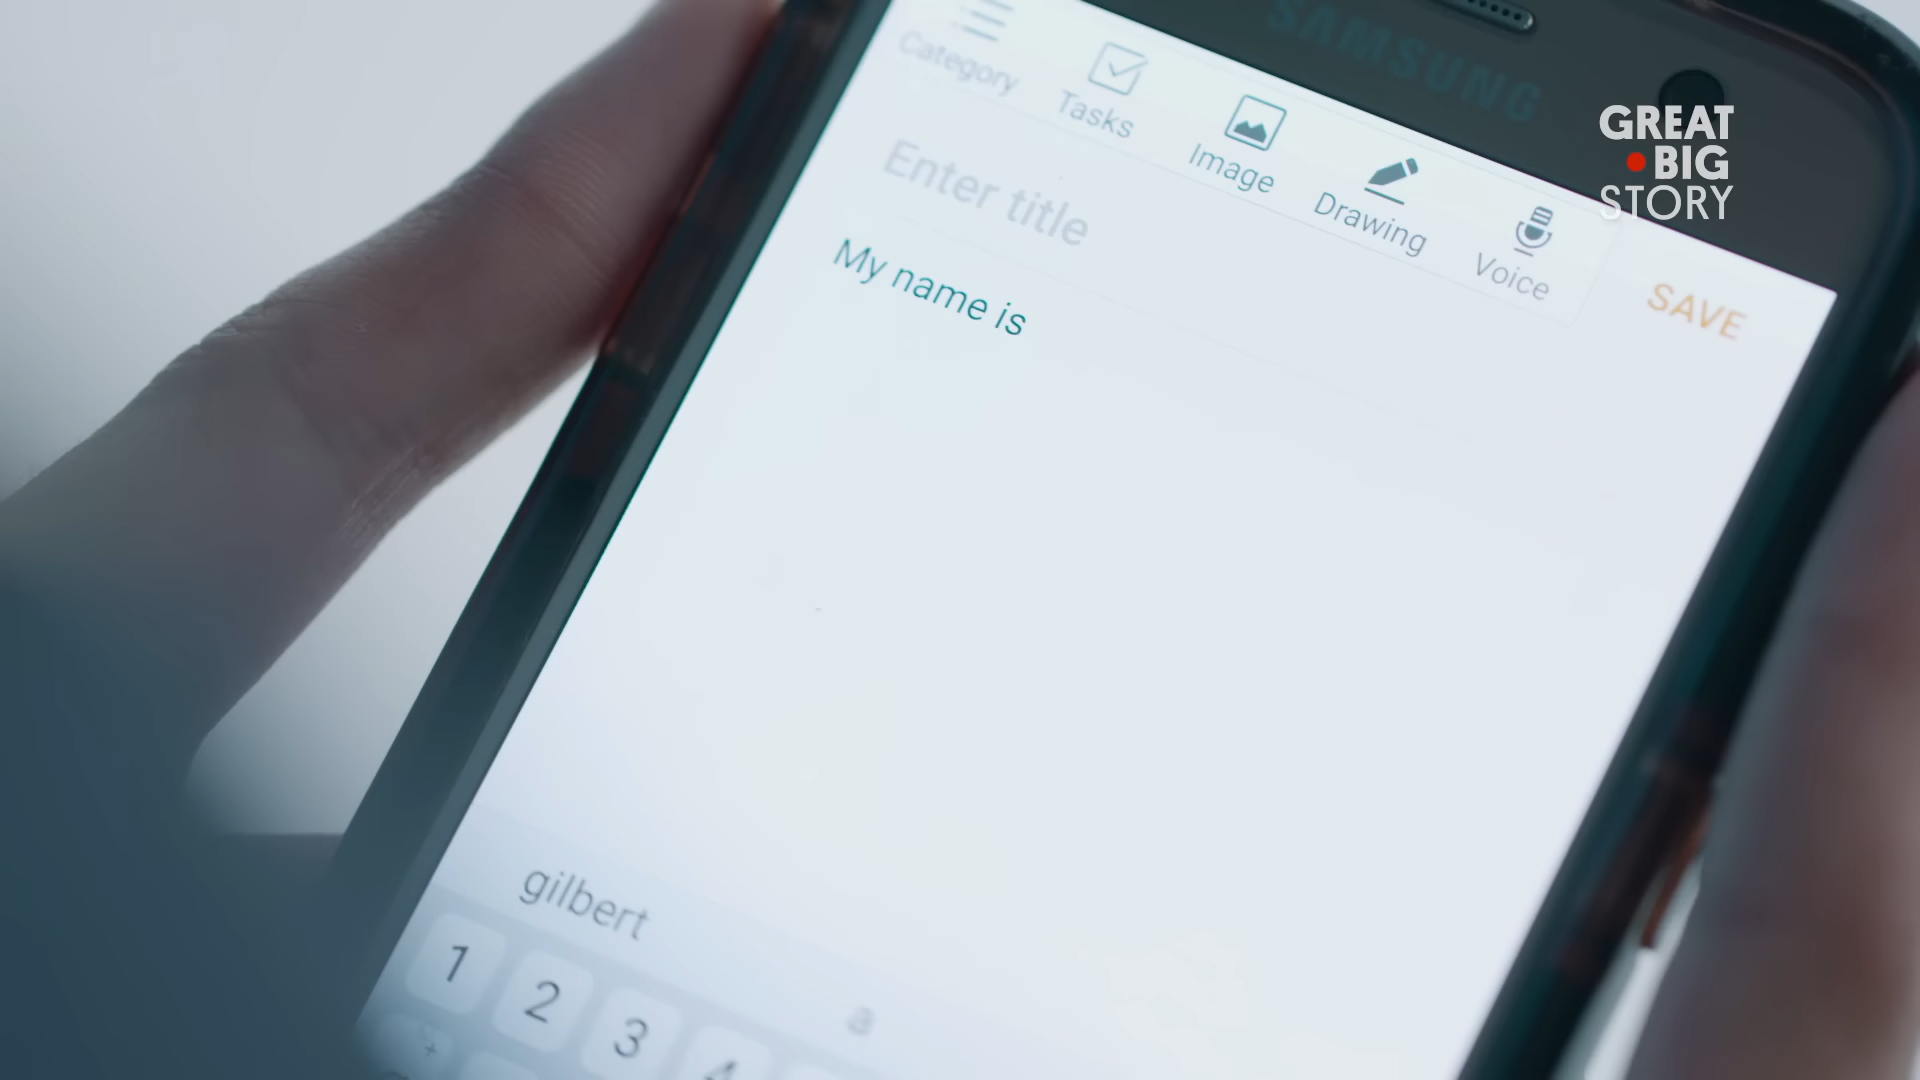 SAMSUNG
GREAT
BIG
STORY
Category
Tasks
Image
Drawing
Voice
SAVE
Enter title
My name is
gilbert
a
1 2 3 4
+